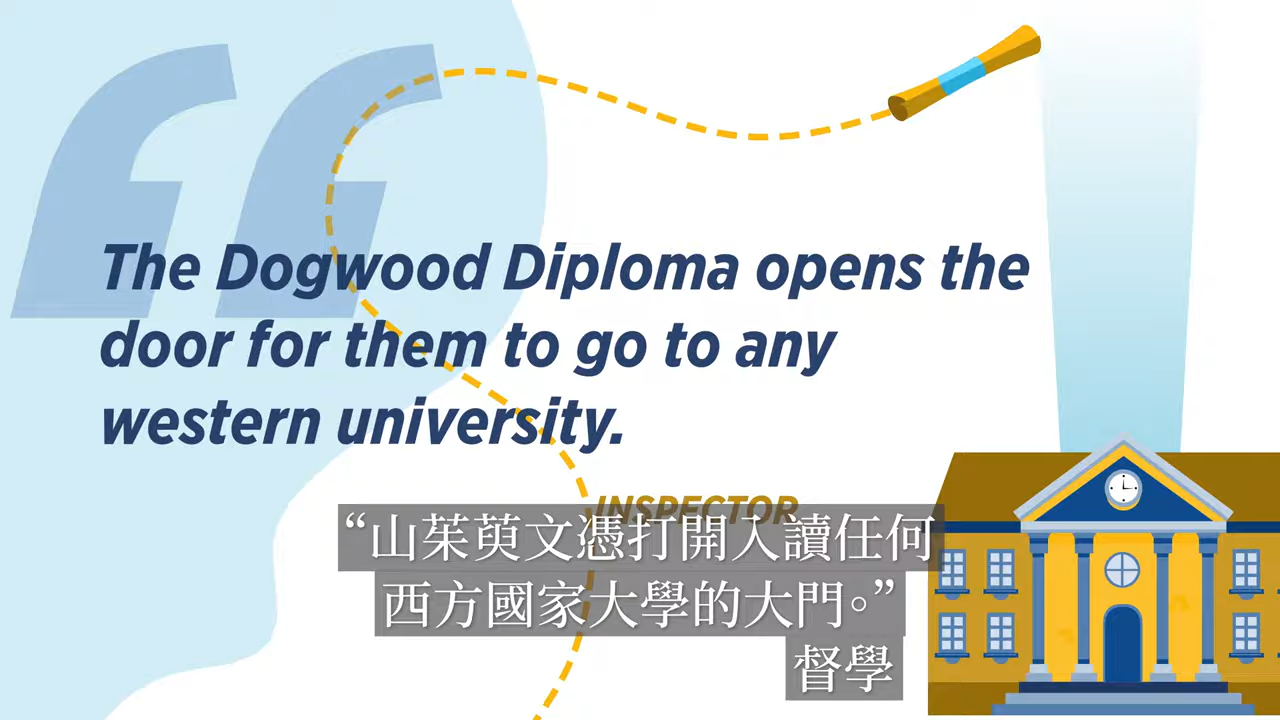 The Dogwood Diploma opens the
door for them to go to any
western university.
INSPECTOR
“山茱萸文憑打開入讀任何
西方國家大學的大門。”
督學